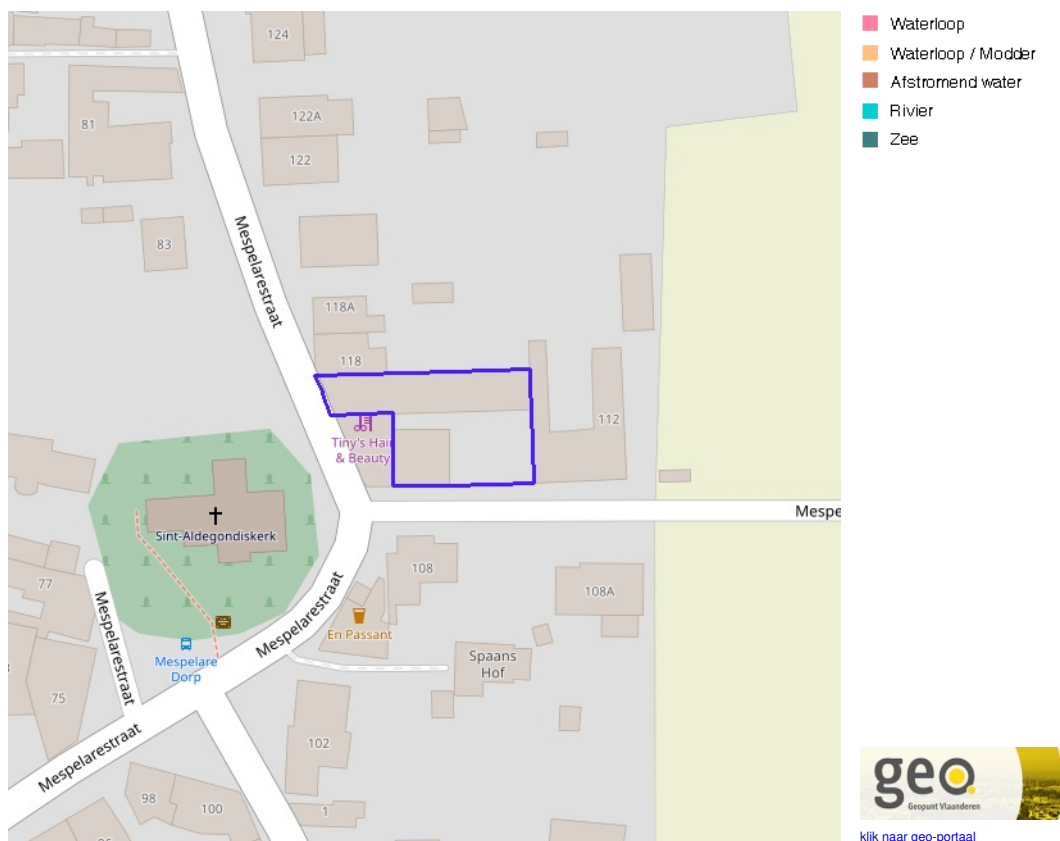 124
Waterloop
Waterloop / Modder
Afstromend water
Rivier
Zee
81
122A
122
83
Mespelarestraat
118A
118
112
Tiny's Hair
& Beauty
Mespe
Sint-Aldegondiskerk
108
108A
77
Mespelarestraat
Mespelarestraat
En Passant
Mespelare
Dorp
Spaans
Hof
75
102
Mespelarestraat
98
100
1
geo
Geopunt Vlaanderen
klik naar geo-portaal